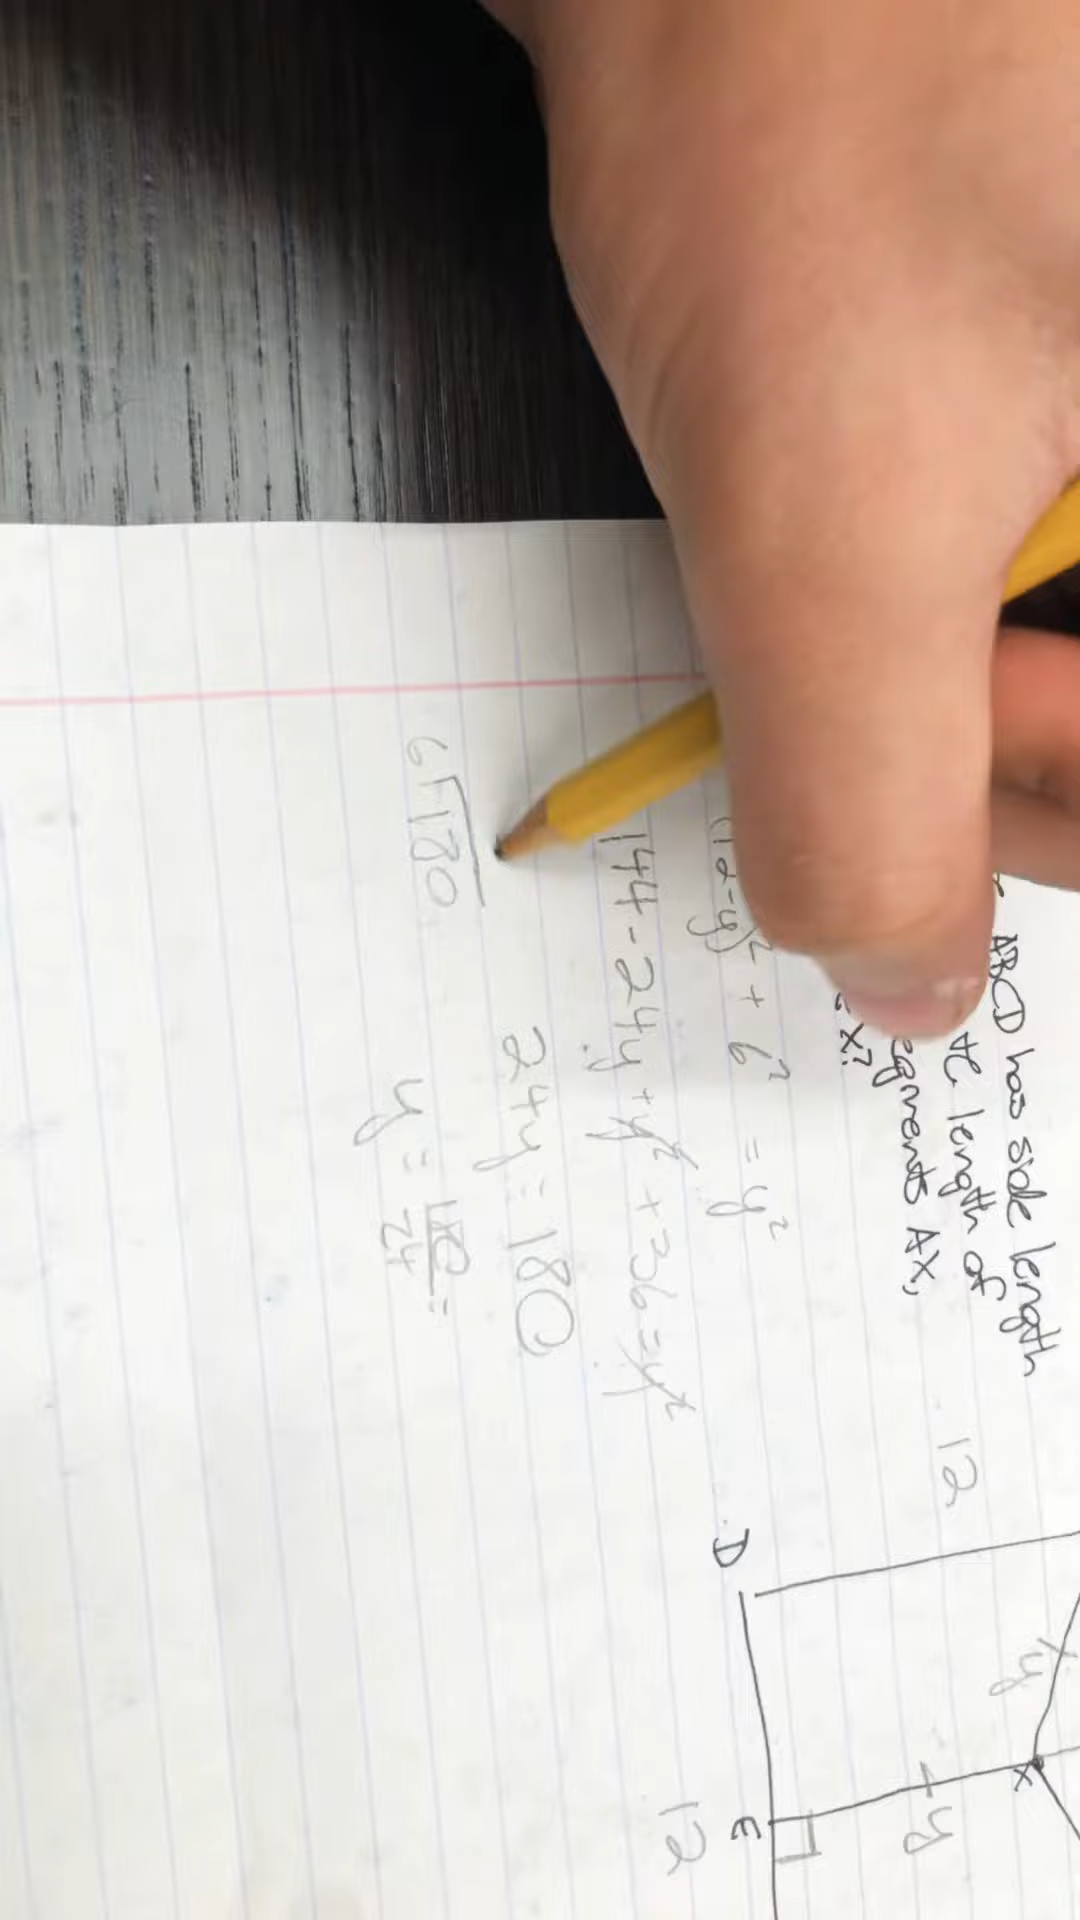 ABCD has side length
the length of
segments AX,
x?
(12-y)² + 6² = y²
144 - 24y + y² + 36 = y²
24y = 180
y = 180/24 =
6⟌180
12
D
y
X
y
E
12